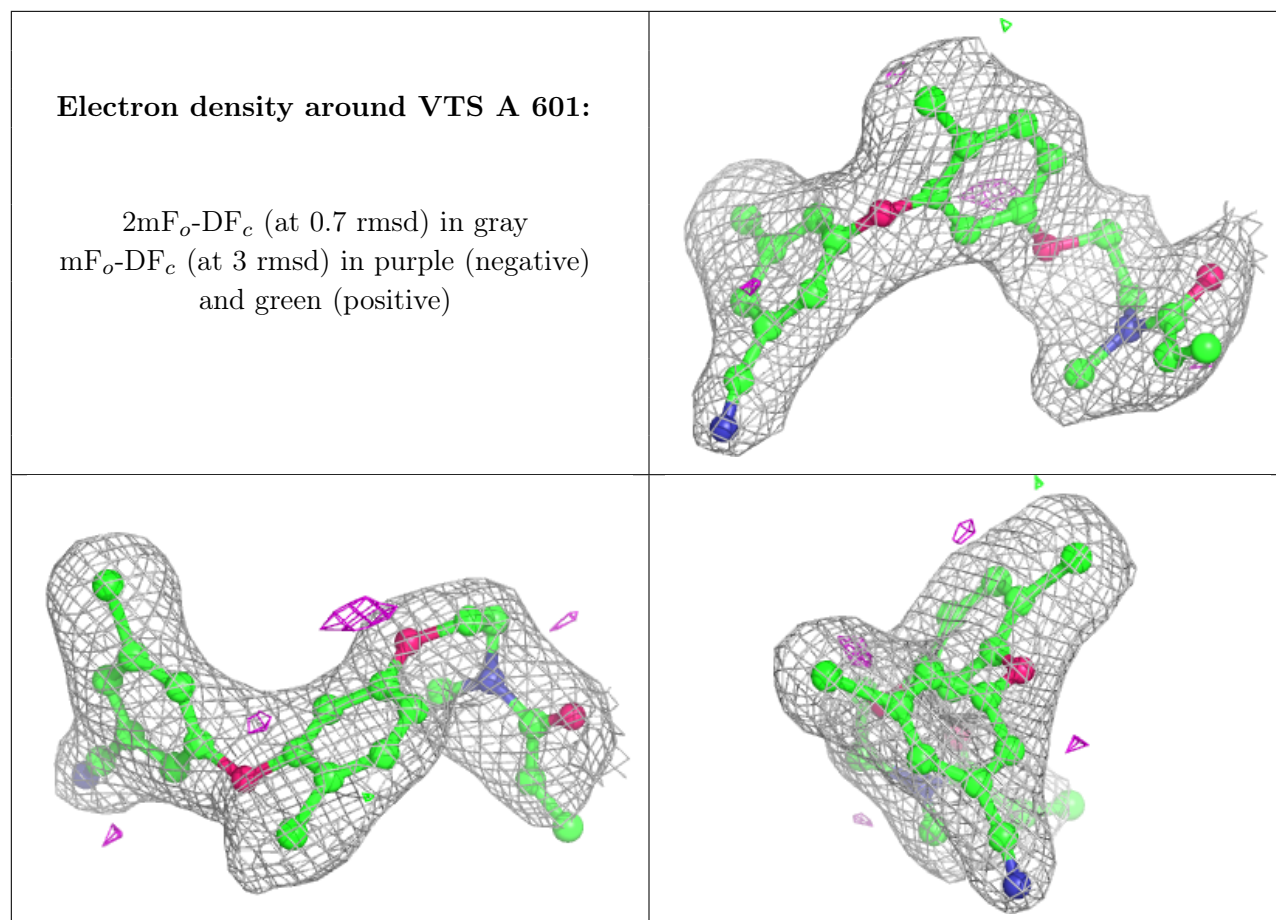 Electron density around VTS A 601:
2mFo-DFc (at 0.7 rmsd) in gray
mFo-DFc (at 3 rmsd) in purple (negative)
and green (positive)